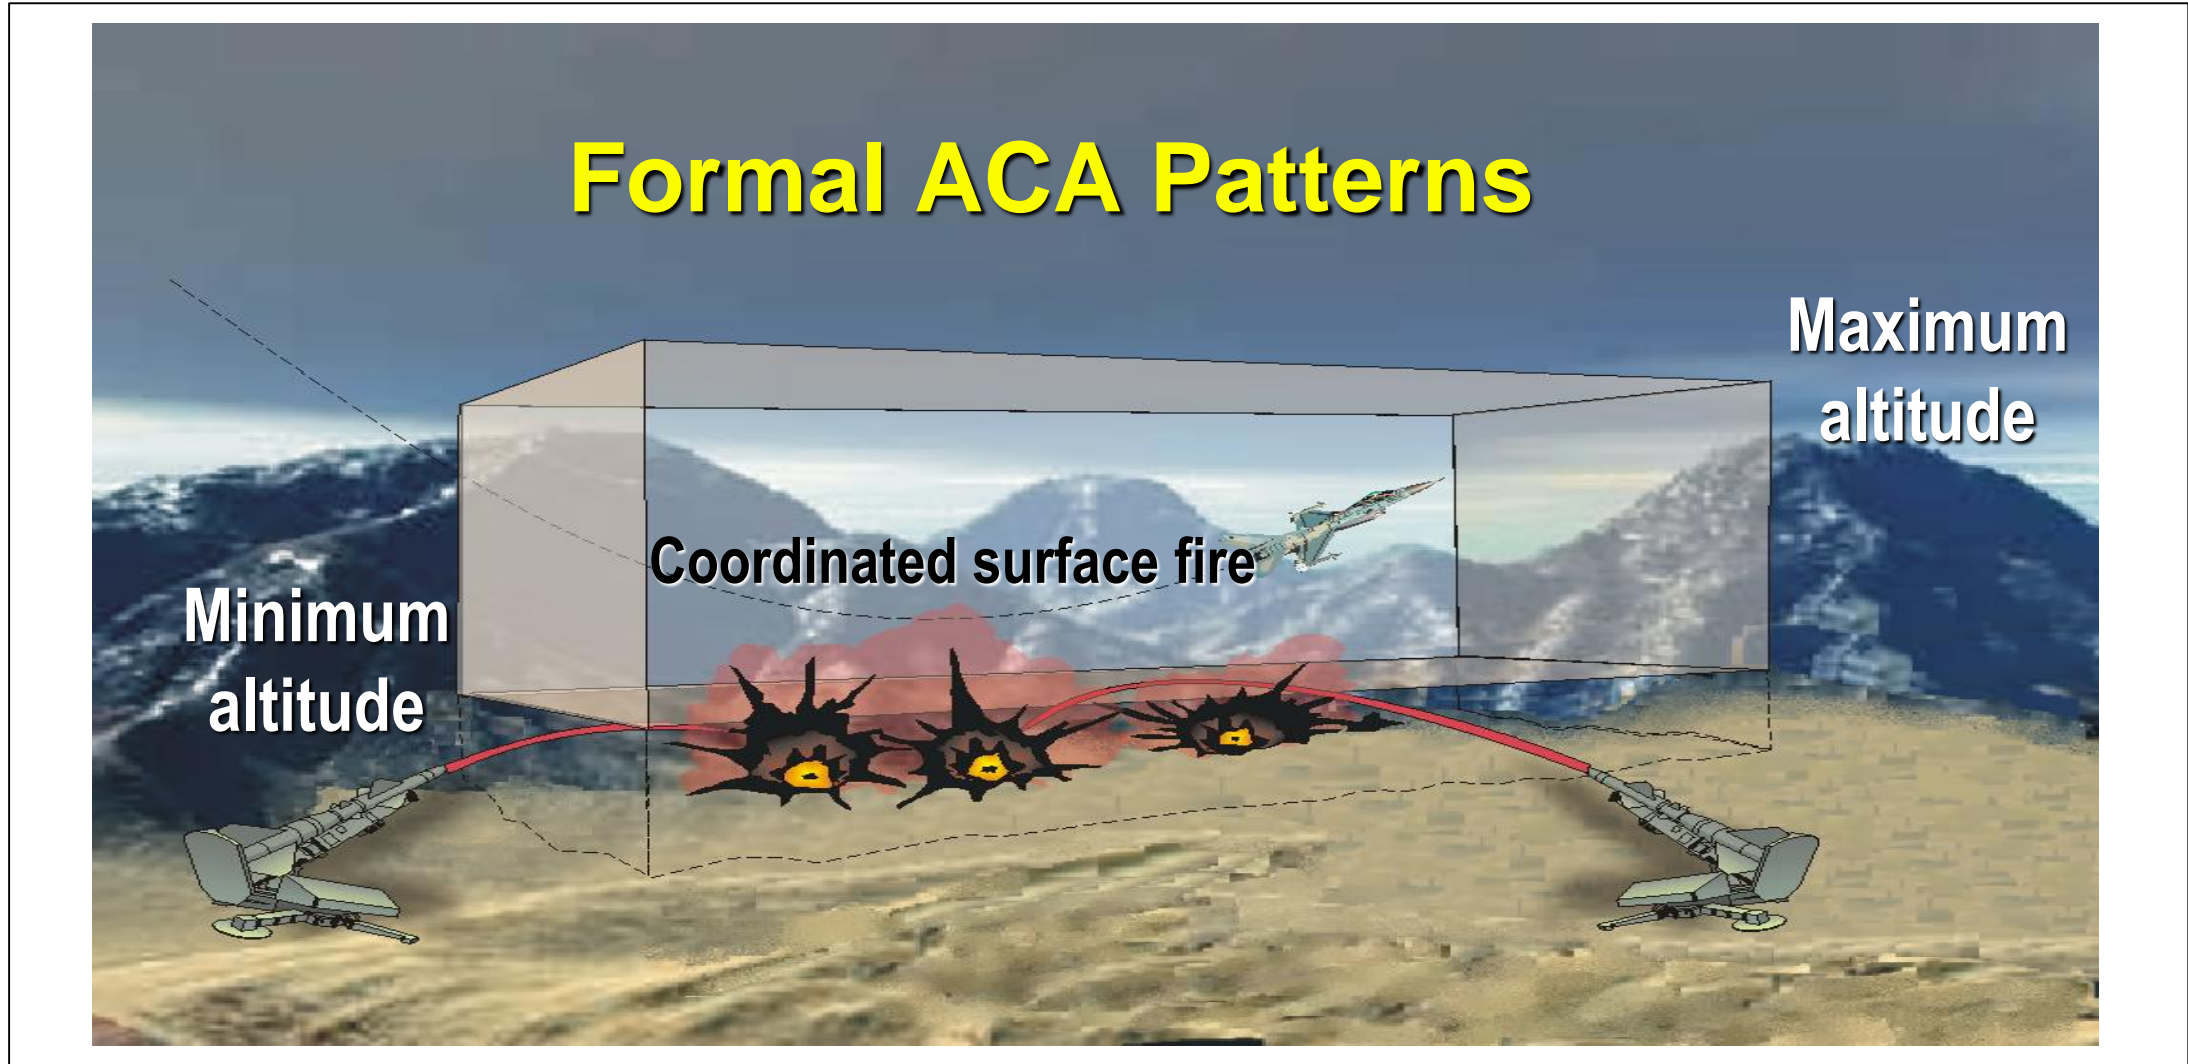 Formal ACA Patterns
Maximum
altitude
Coordinated surface fire
Minimum
altitude